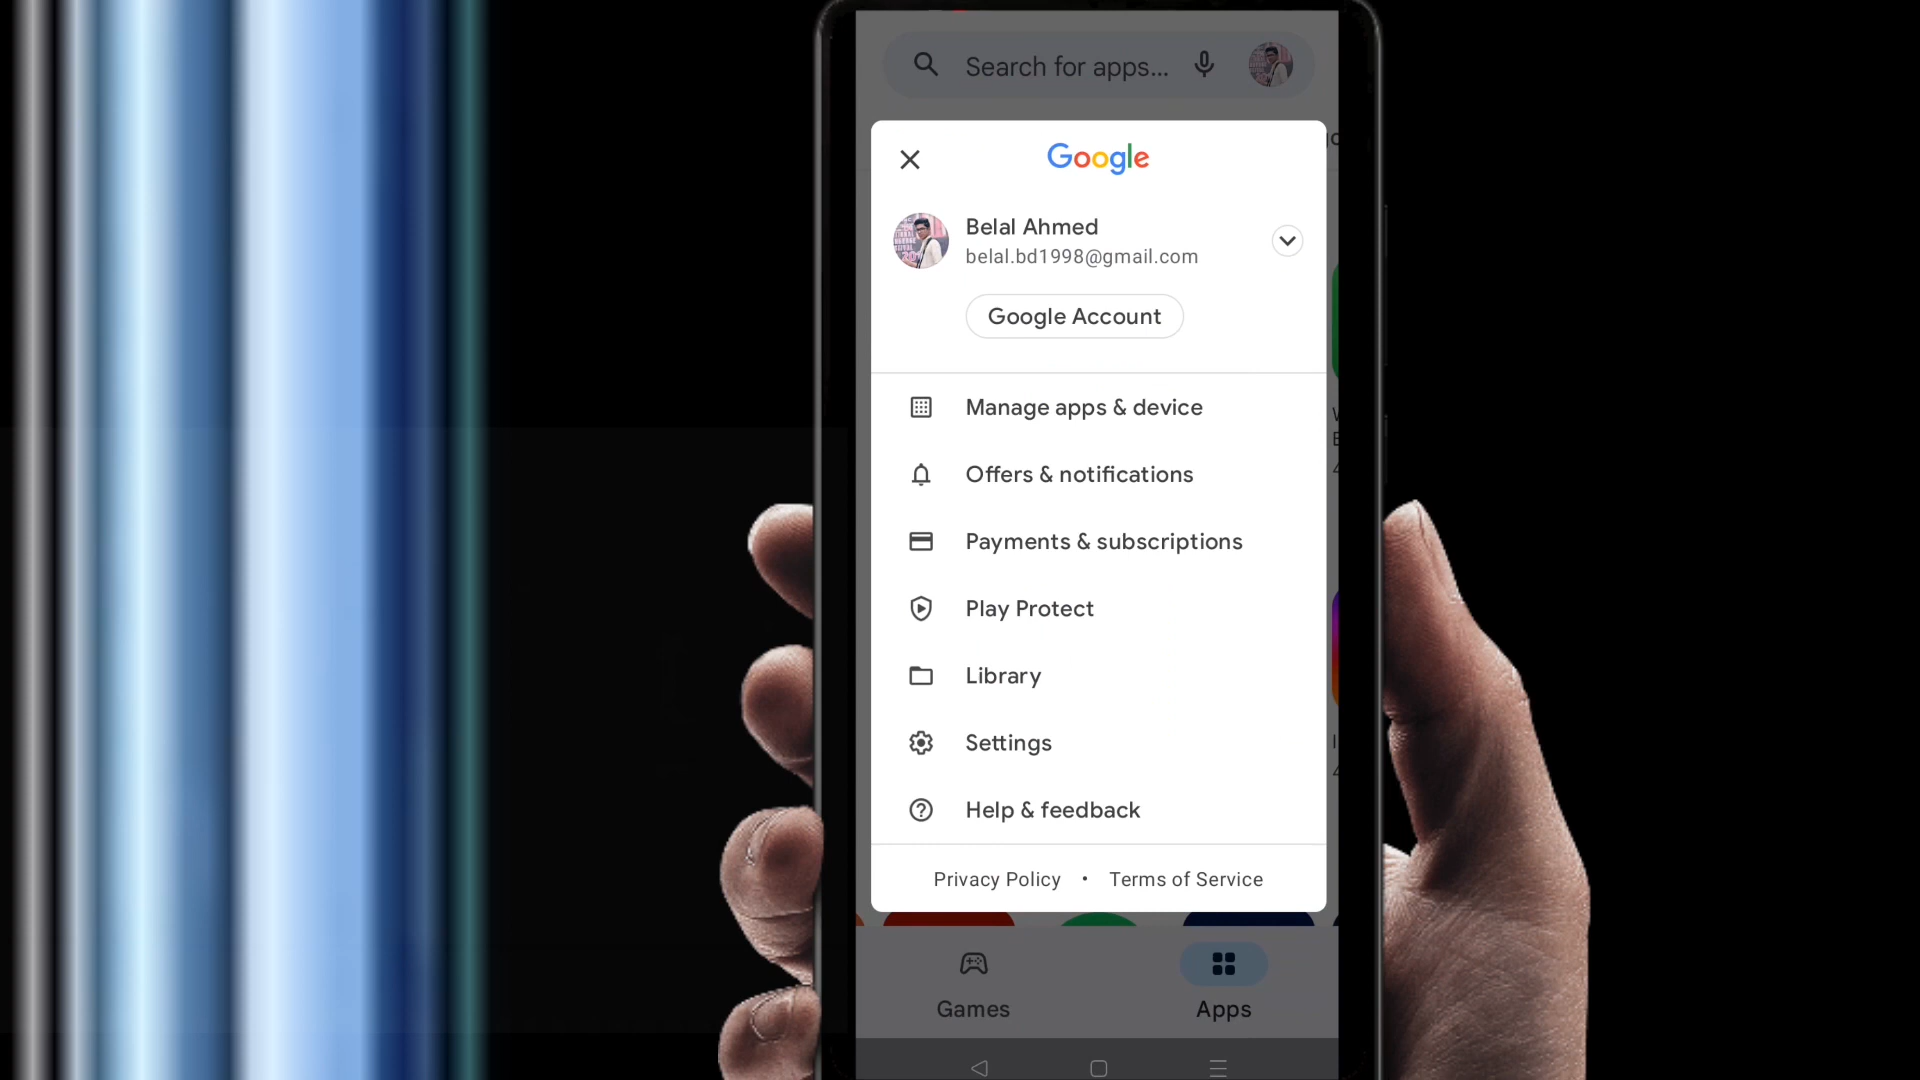 Search for apps...
Google
Belal Ahmed
belal.bd1998@gmail.com
Google Account
Manage apps & device
Offers & notifications
Payments & subscriptions
Play Protect
Library
Settings
Help & feedback
Privacy Policy • Terms of Service
Games Apps